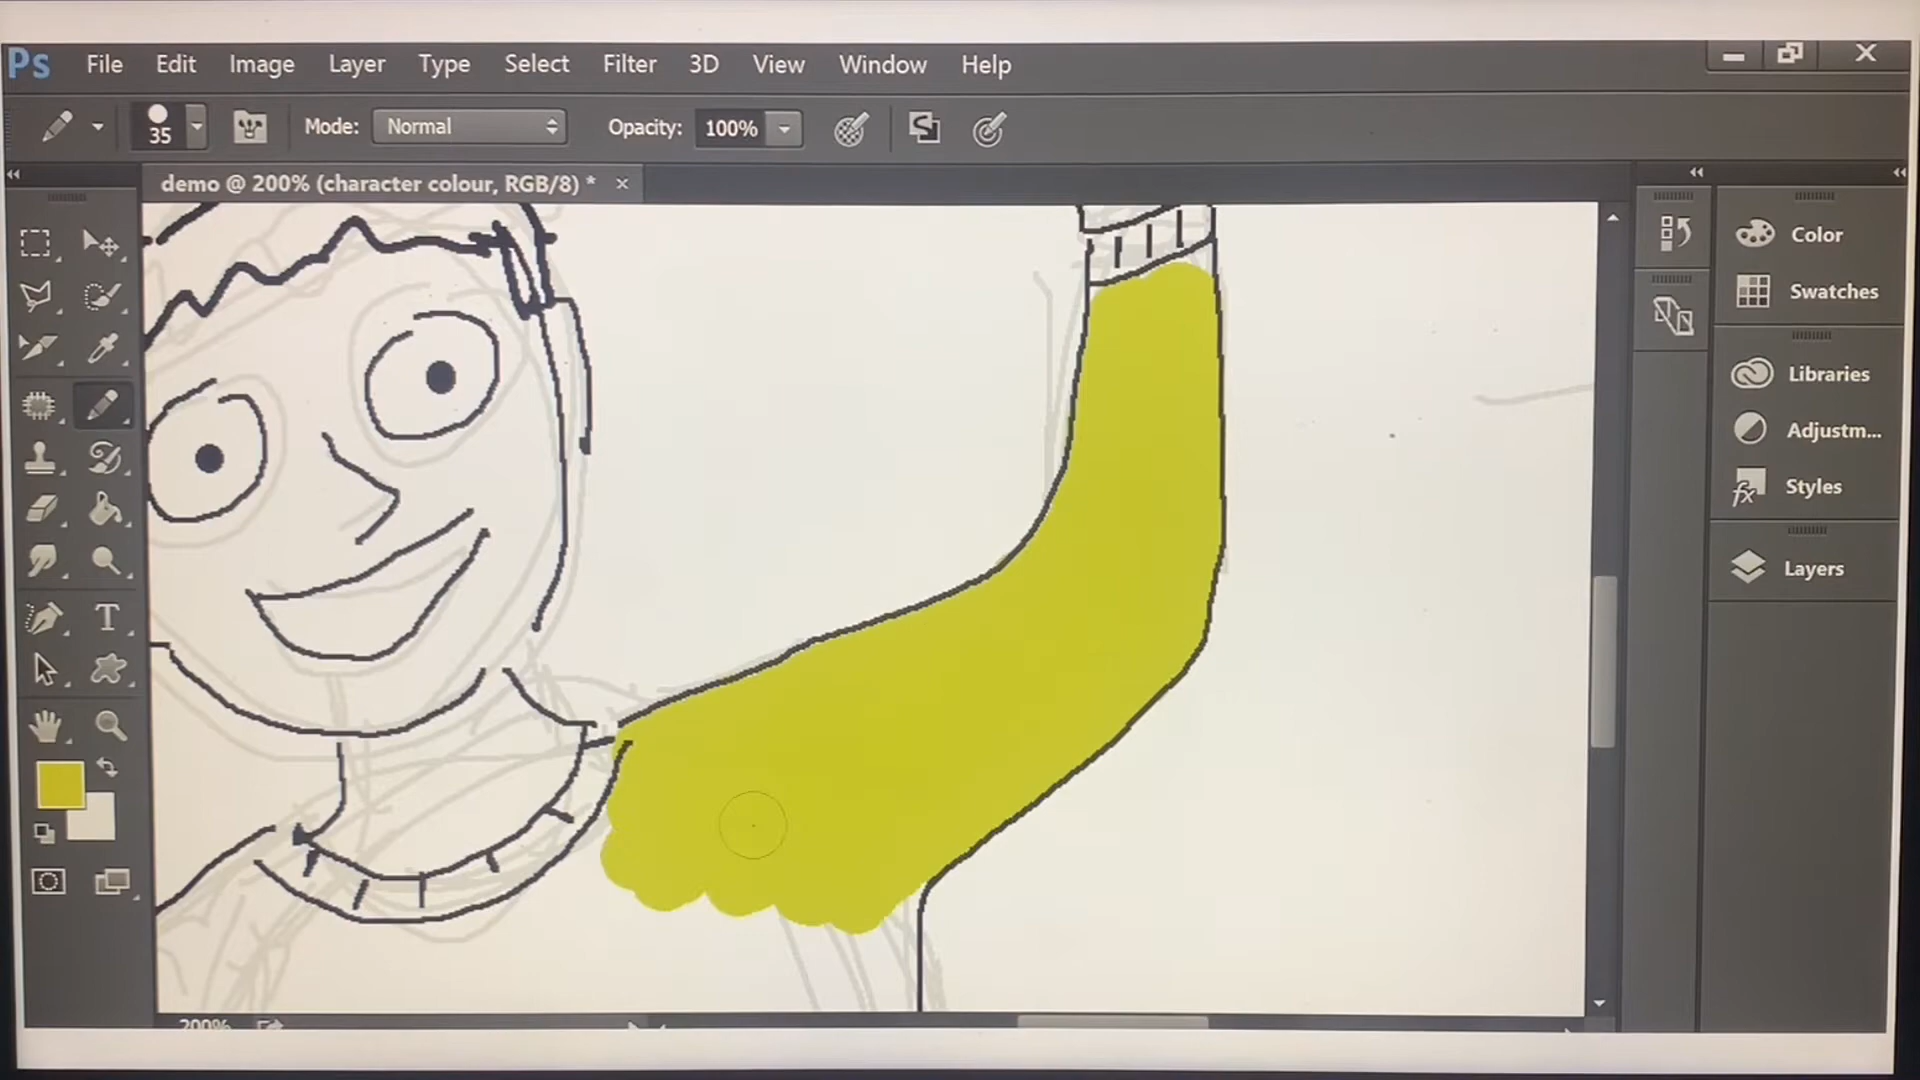 Ps File Edit Image Layer Type Select Filter 3D View Window Help
35 Mode: Normal Opacity: 100%
demo @ 200% (character colour, RGB/8) *
Color
Swatches
Libraries
Adjustm...
Styles
Layers
T
200%